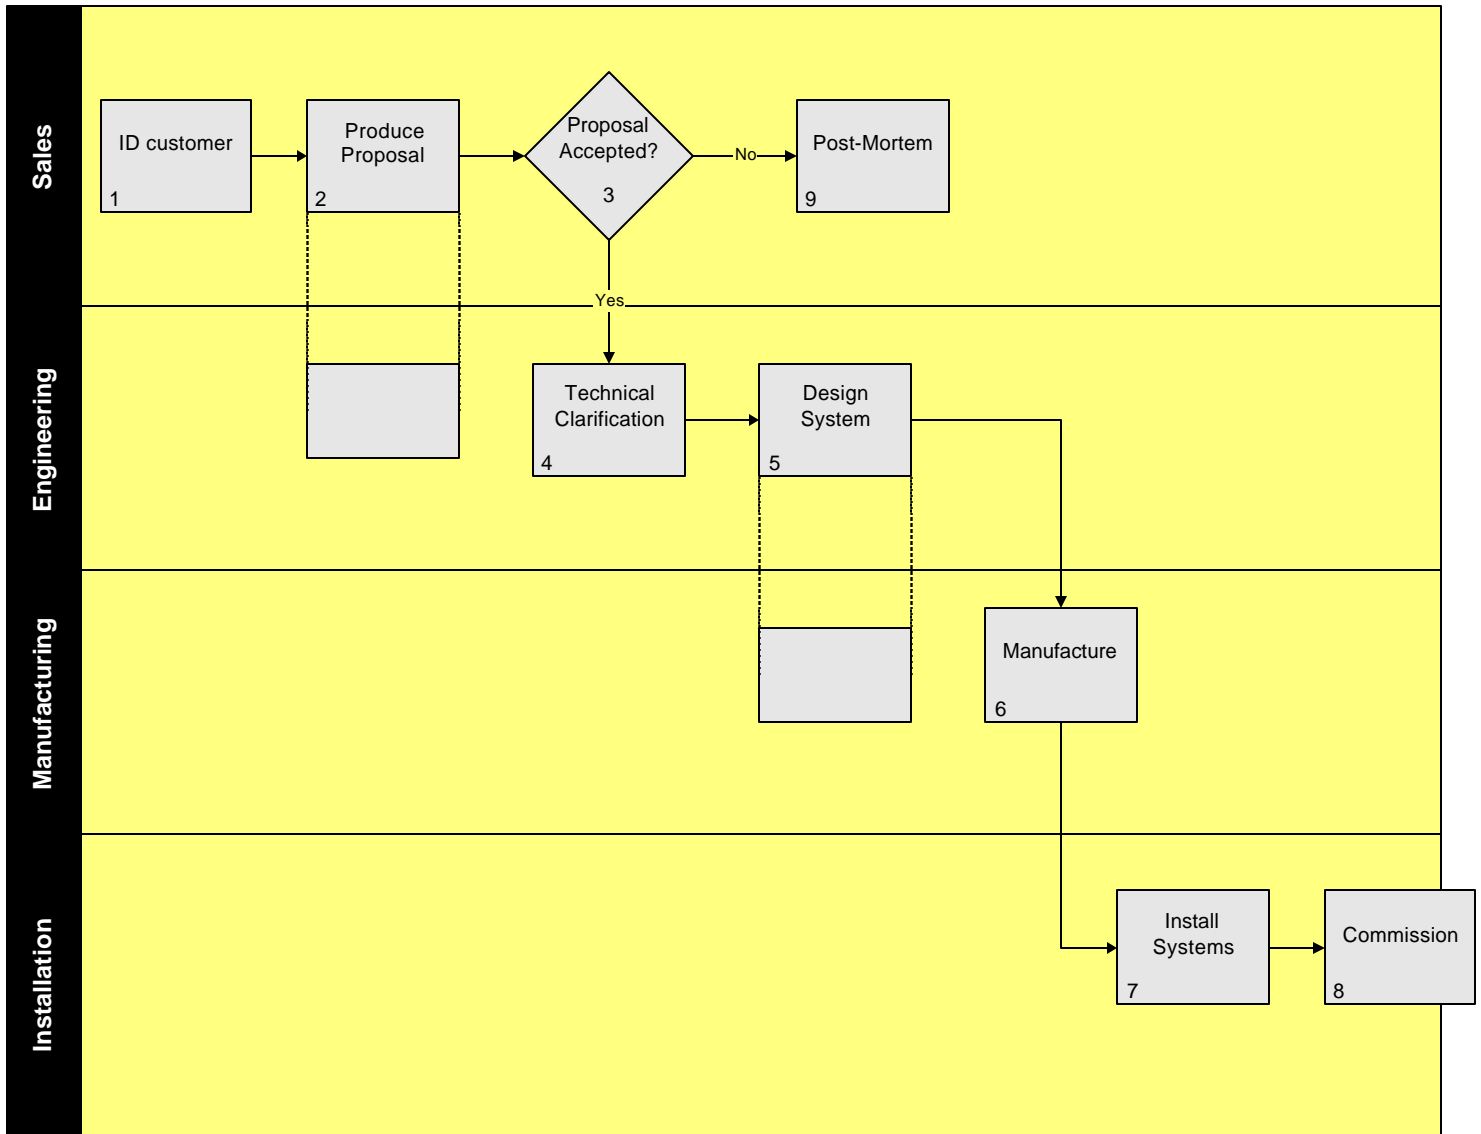 Sales
ID customer
1
Produce
Proposal
2
Proposal
Accepted?
3
No
Post-Mortem
9
Yes
Engineering
Technical
Clarification
4
Design
System
5
Manufacturing
Manufacture
6
Installation
Install
Systems
7
Commission
8